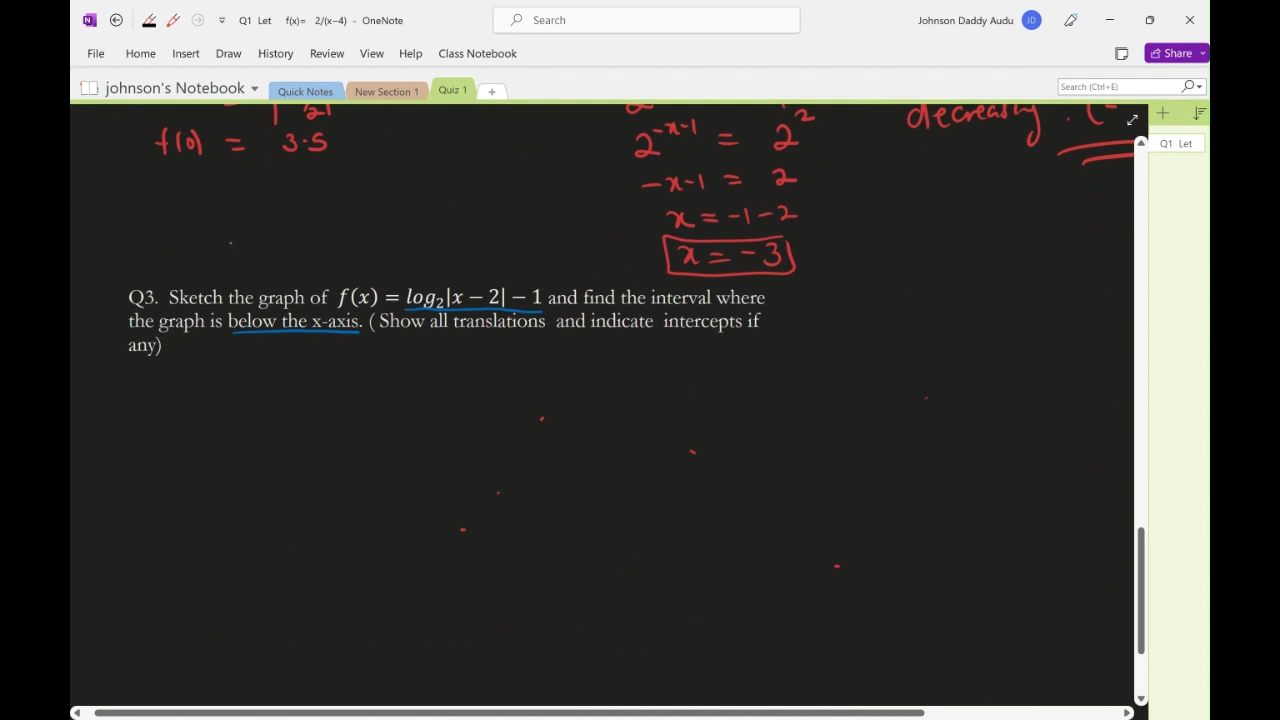 Q1 Let f(x)= 2/(x−4) - OneNote
Search
Johnson Daddy Audu
JD
File Home Insert Draw History Review View Help Class Notebook
Share
johnson's Notebook
Quick Notes
New Section 1
Quiz 1
Search (Ctrl+E)
Q1 Let
f(0) = 3.5
2^{-x-1} = 2^2
-x-1 = 2
x = -1-2
x = -3
decreasing. (
Q3. Sketch the graph of f(x) = log₂|x − 2| − 1 and find the interval where
the graph is below the x-axis. ( Show all translations and indicate intercepts if
any)